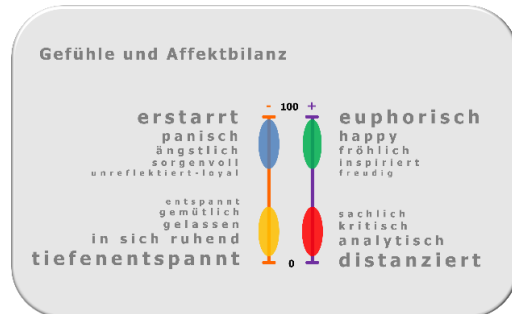 Gefühle und Affektbilanz
- 100 +
erstarrt
panisch
ängstlich
sorgenvoll
unreflektiert-loyal
euphorisch
happy
fröhlich
inspiriert
freudig
entspannt
gemütlich
gelassen
in sich ruhend
tiefenentspannt
sachlich
kritisch
analytisch
distanziert
0